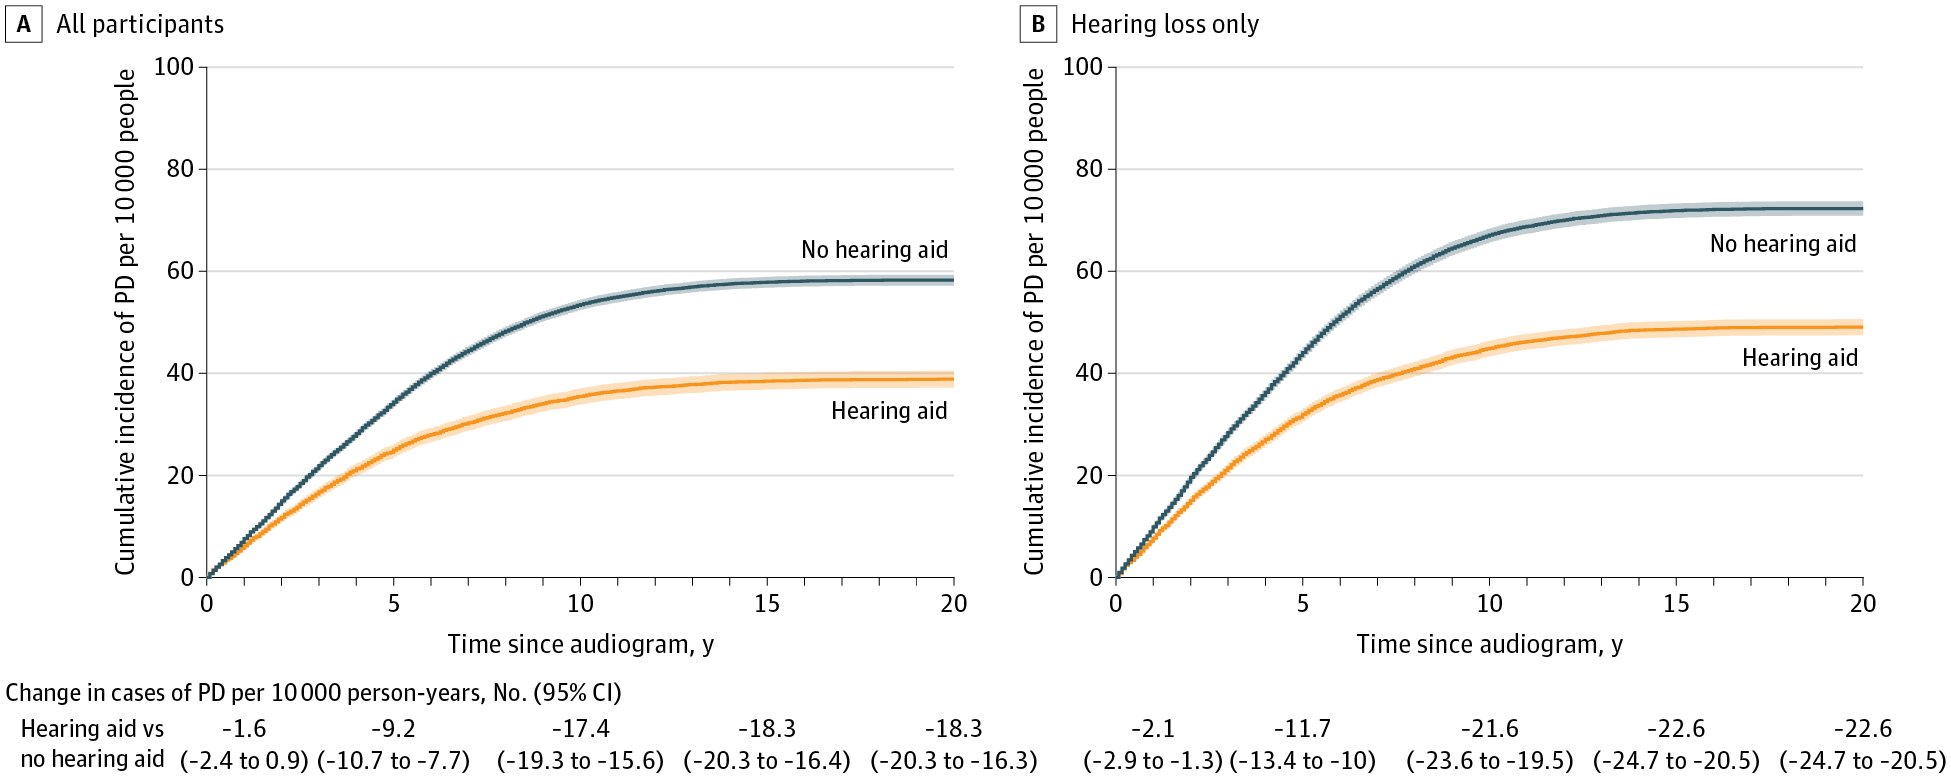 A All participants
Cumulative incidence of PD per 10 000 people
100
80
60
40
20
0
No hearing aid
Hearing aid
0 5 10 15 20
Time since audiogram, y
B Hearing loss only
Cumulative incidence of PD per 10 000 people
100
80
60
40
20
0
No hearing aid
Hearing aid
0 5 10 15 20
Time since audiogram, y
Change in cases of PD per 10 000 person-years, No. (95% CI)
Hearing aid vs -1.6 -9.2 -17.4 -18.3 -18.3 -2.1 -11.7 -21.6 -22.6 -22.6
no hearing aid (-2.4 to 0.9) (-10.7 to -7.7) (-19.3 to -15.6) (-20.3 to -16.4) (-20.3 to -16.3) (-2.9 to -1.3) (-13.4 to -10) (-23.6 to -19.5) (-24.7 to -20.5) (-24.7 to -20.5)